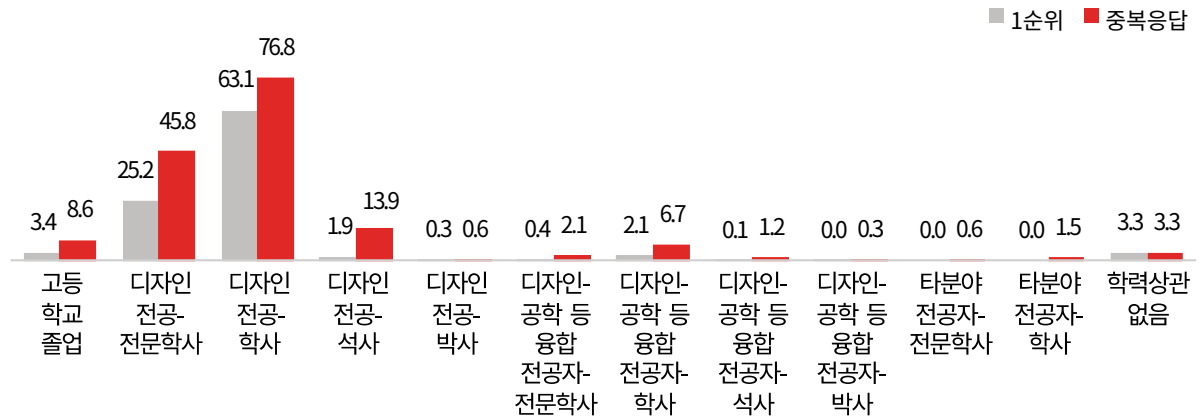 1순위 중복응답
3.4 8.6 25.2 45.8 63.1 76.8 1.9 13.9 0.3 0.6 0.4 2.1 2.1 6.7 0.1 1.2 0.0 0.3 0.0 0.6 0.0 1.5 3.3 3.3
고등
학교
졸업
디자인
전공-
전문학사
디자인
전공-
학사
디자인
전공-
석사
디자인
전공-
박사
디자인-
공학 등
융합
전공자-
전문학사
디자인-
공학 등
융합
전공자-
학사
디자인-
공학 등
융합
전공자-
석사
디자인-
공학 등
융합
전공자-
박사
타분야
전공자-
전문학사
타분야
전공자-
학사
학력상관
없음